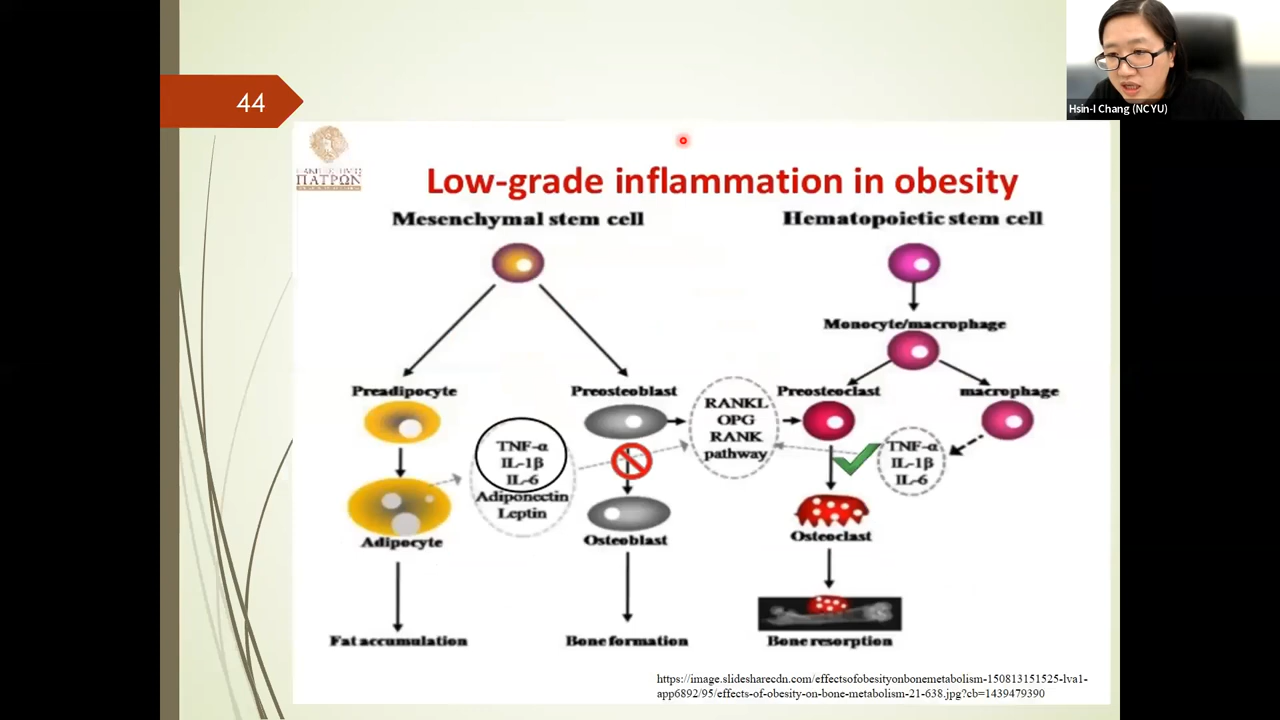 Hsin-I Chang (NCYU)
44
ΠΑΤΡΩΝ
Low-grade inflammation in obesity
Mesenchymal stem cell
Hematopoietic stem cell
Monocyte/macrophage
Preadipocyte
Preosteoblast
RANKL
OPG
RANK
pathway
Preosteoclast
macrophage
TNF-α
IL-1β
IL-6
Adiponectin
Leptin
TNF-α
IL-1β
IL-6
Adipocyte
Osteoblast
Osteoclast
Fat accumulation
Bone formation
Bone resorption
https://image.slidesharecdn.com/effectsofobesityonbonemetabolism-150813151525-lva1-
app6892/95/effects-of-obesity-on-bone-metabolism-21-638.jpg?cb=1439479390